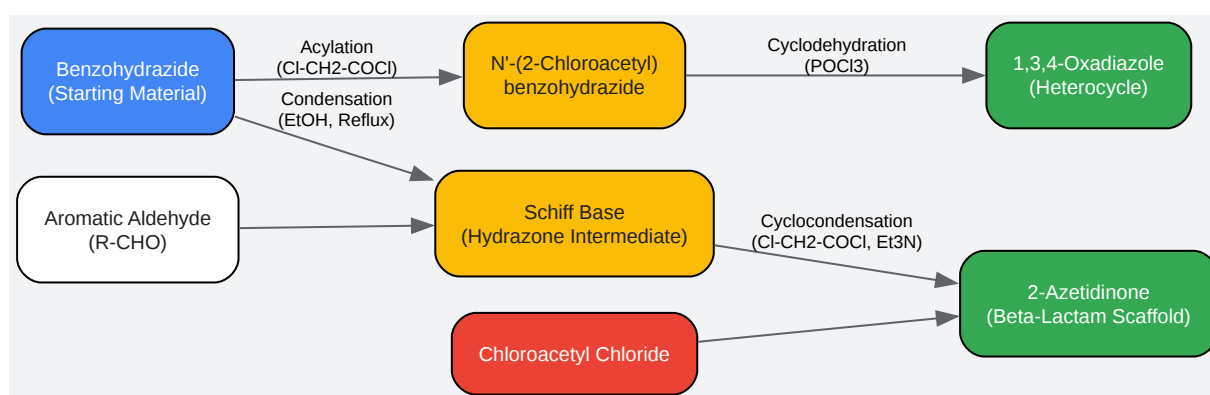 Benzohydrazide
(Starting Material)
Acylation
(Cl-CH2-COCl)
N'-(2-Chloroacetyl)
benzohydrazide
Cyclodehydration
(POCl3)
1,3,4-Oxadiazole
(Heterocycle)
Condensation
(EtOH, Reflux)
Aromatic Aldehyde
(R-CHO)
Schiff Base
(Hydrazone Intermediate)
Cyclocondensation
(Cl-CH2-COCl, Et3N)
2-Azetidinone
(Beta-Lactam Scaffold)
Chloroacetyl Chloride